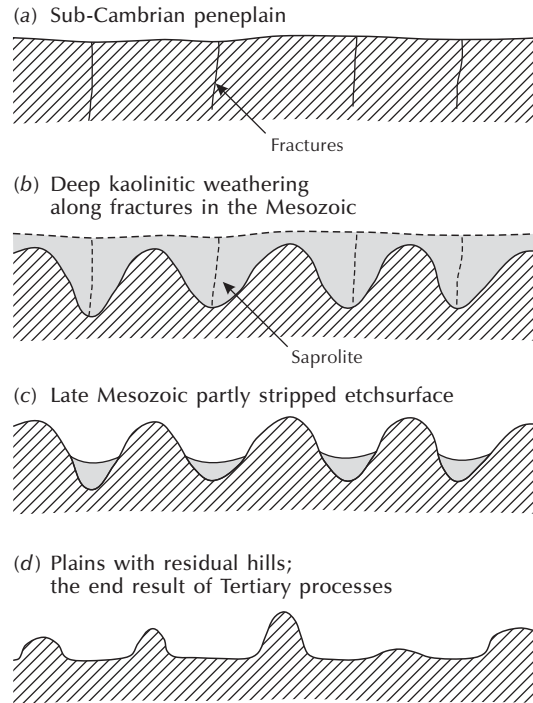 (a) Sub-Cambrian peneplain
Fractures
(b) Deep kaolinitic weathering
along fractures in the Mesozoic
Saprolite
(c) Late Mesozoic partly stripped etchsurface
(d) Plains with residual hills;
the end result of Tertiary processes